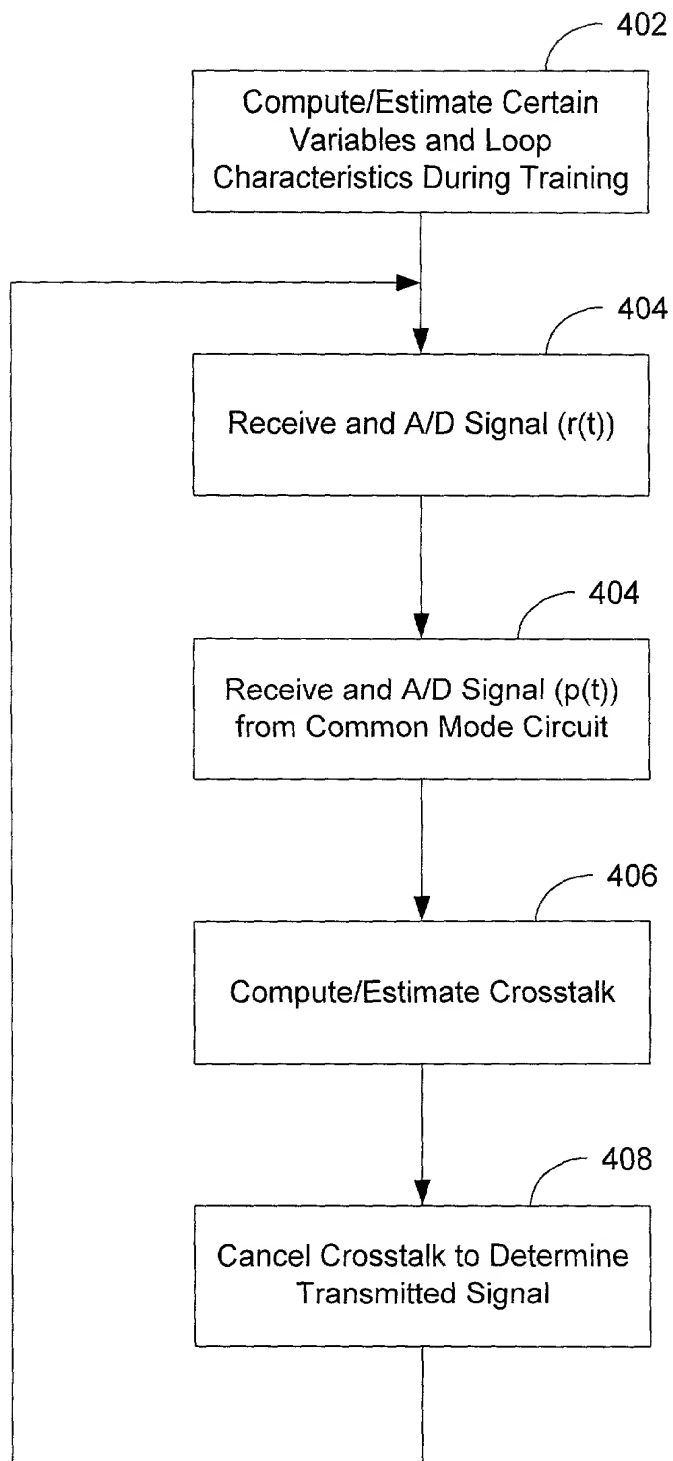 402
Compute/Estimate Certain
Variables and Loop
Characteristics During Training
404
Receive and A/D Signal (r(t))
404
Receive and A/D Signal (p(t))
from Common Mode Circuit
406
Compute/Estimate Crosstalk
408
Cancel Crosstalk to Determine
Transmitted Signal